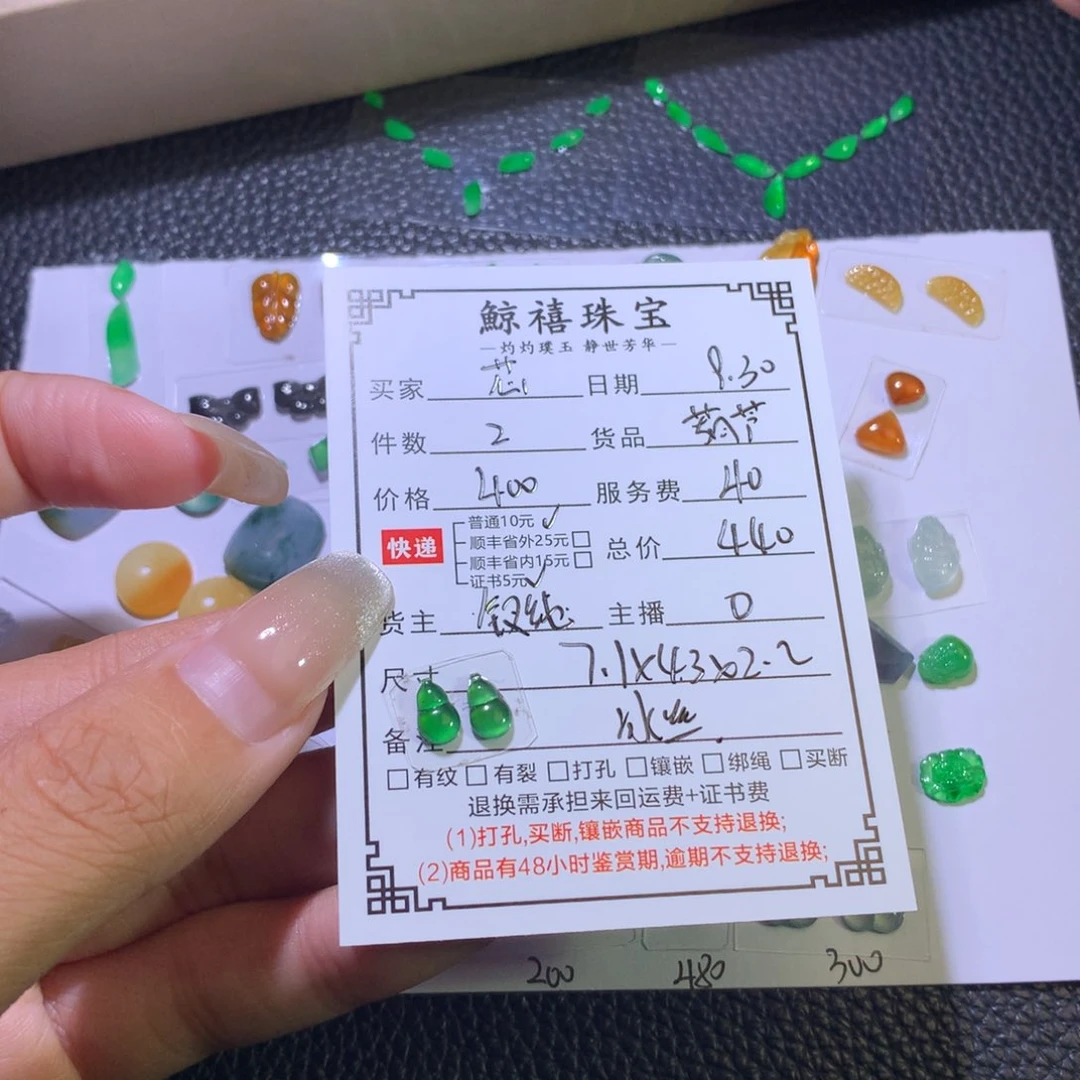 鲸禧珠宝
—灼灼璞玉 静世芳华—
买家 日期 8.30
件数 2 货品 葫芦
价格 400 服务费 40
快递 普通10元✓
顺丰省外25元□
顺丰省内15元□
证书5元✓
总价 440
货主 主播 0
尺寸 7.1x4.3x2.2
备注
□有纹□有裂□打孔□镶嵌□绑绳□买断
退换需承担来回运费+证书费
(1)打孔,买断,镶嵌商品不支持退换;
(2)商品有48小时鉴赏期,逾期不支持退换;
200 480 300